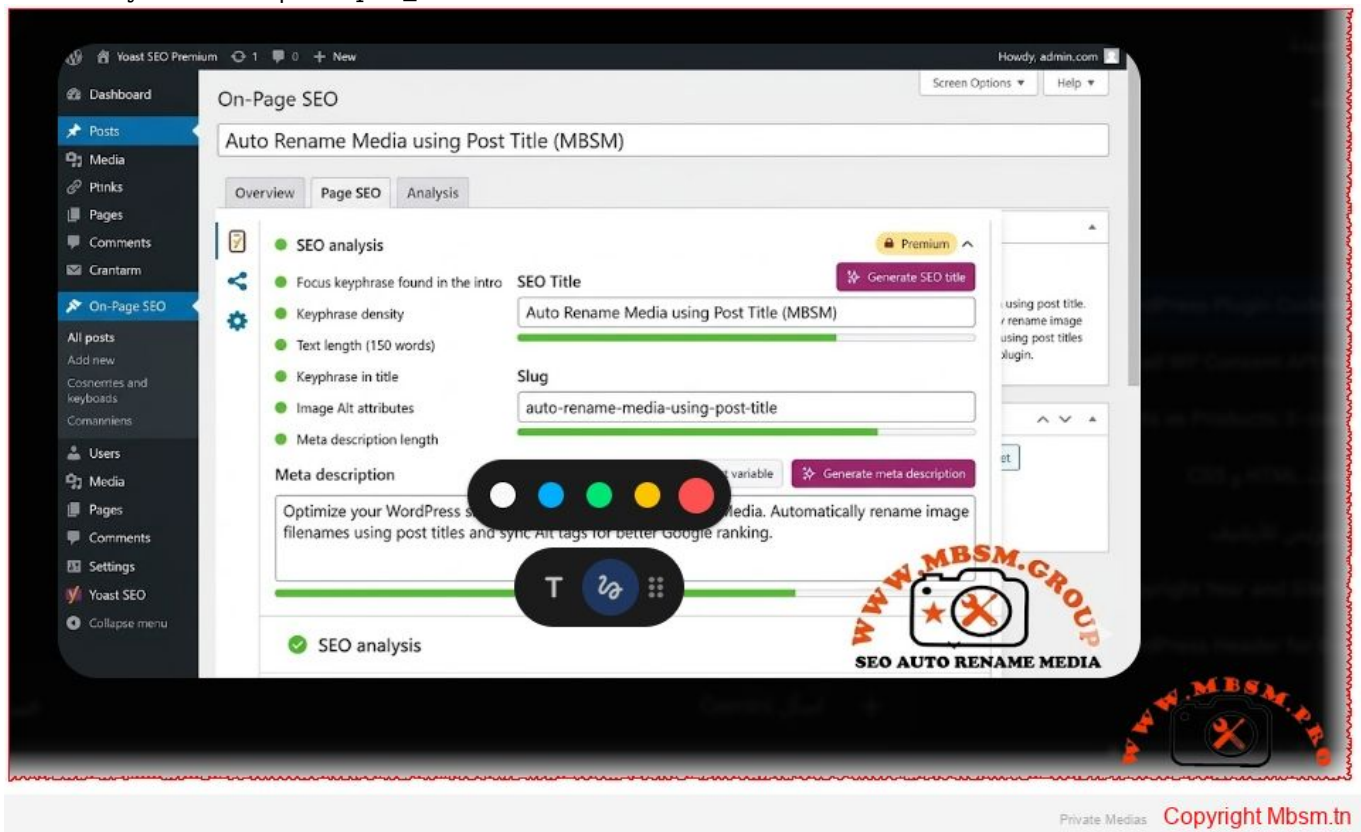 Yoast SEO Premium 1 0 + New Howdy, admin.com
Screen Options Help
Dashboard
Posts
Media
Ptinks
Pages
Comments
Crantarm
On-Page SEO
All posts
Add new
Cosnerries and
keyboads
Comanniens
Users
Media
Pages
Comments
Settings
Yoast SEO
Collapse menu
On-Page SEO
Auto Rename Media using Post Title (MBSM)
Overview Page SEO Analysis
SEO analysis
Premium
Focus keyphrase found in the intro
Keyphrase density
Text length (150 words)
Keyphrase in title
Image Alt attributes
Meta description length
SEO Title
Generate SEO title
Auto Rename Media using Post Title (MBSM)
Slug
auto-rename-media-using-post-title
Meta description
variable
Generate meta description
Optimize your WordPress Media. Automatically rename image
filenames using post titles and sync Alt tags for better Google ranking.
using post title.
rename image
using post titles
plugin.
SEO analysis
T
WWW.MBSM.GROUP
SEO AUTO RENAME MEDIA
WWW.MBSM.PRO
Private Medias Copyright Mbsm.tn